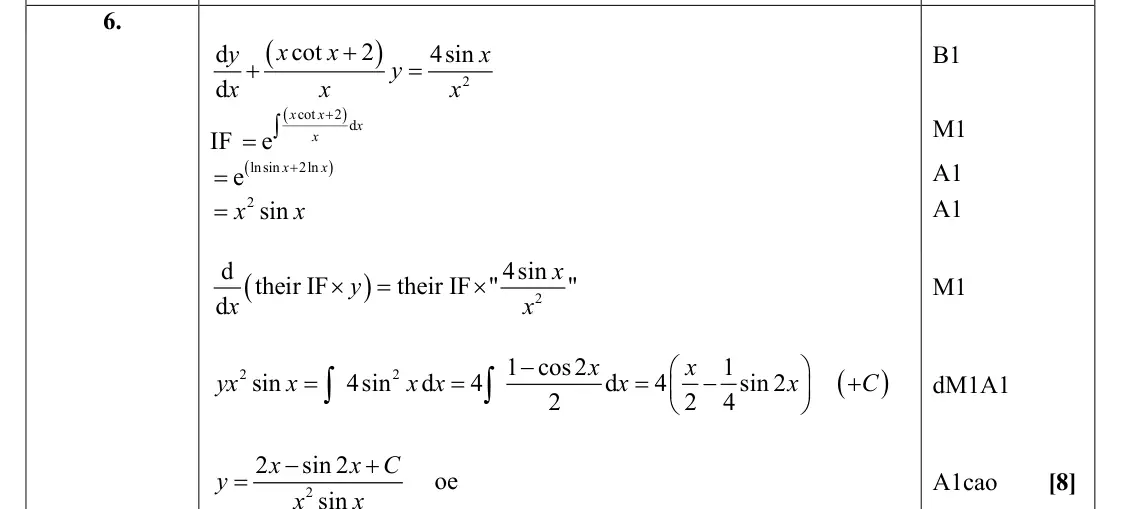 6.
dy/dx + (x cot x + 2)/x y = 4 sin x/x² B1
IF = e^(∫(x cot x+2)/x dx) M1
= e^(ln sin x+2 ln x) A1
= x² sin x A1
d/dx (their IF × y) = their IF × "4 sin x/x²" M1
yx² sin x = ∫ 4 sin² x dx = 4∫ (1 − cos 2x)/2 dx = 4(x/2 − 1/4 sin 2x) (+C) dM1A1
y = (2x − sin 2x + C)/(x² sin x) oe A1cao [8]